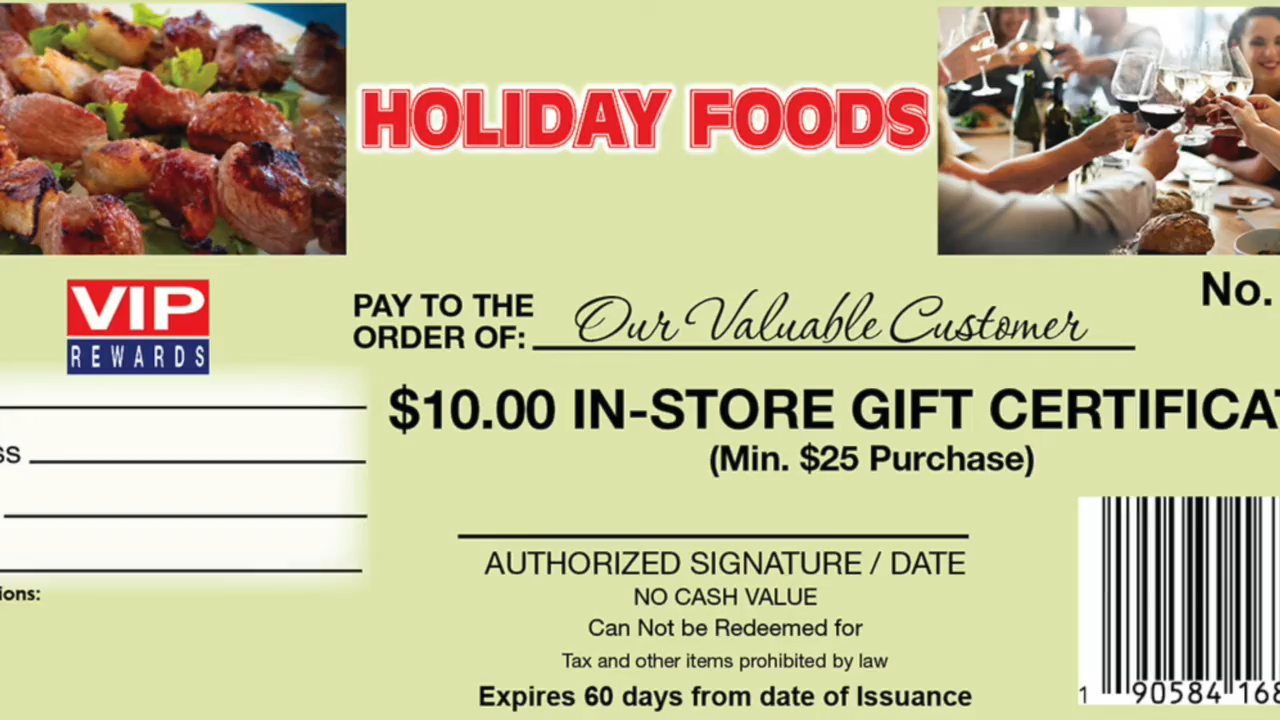 HOLIDAY FOODS
No.
VIP
REWARDS
PAY TO THE
ORDER OF: Our Valuable Customer
$10.00 IN-STORE GIFT CERTIFICAT
(Min. $25 Purchase)
SS
AUTHORIZED SIGNATURE / DATE
NO CASH VALUE
ions:
Can Not be Redeemed for
Tax and other items prohibited by law
Expires 60 days from date of Issuance
1 90584 168